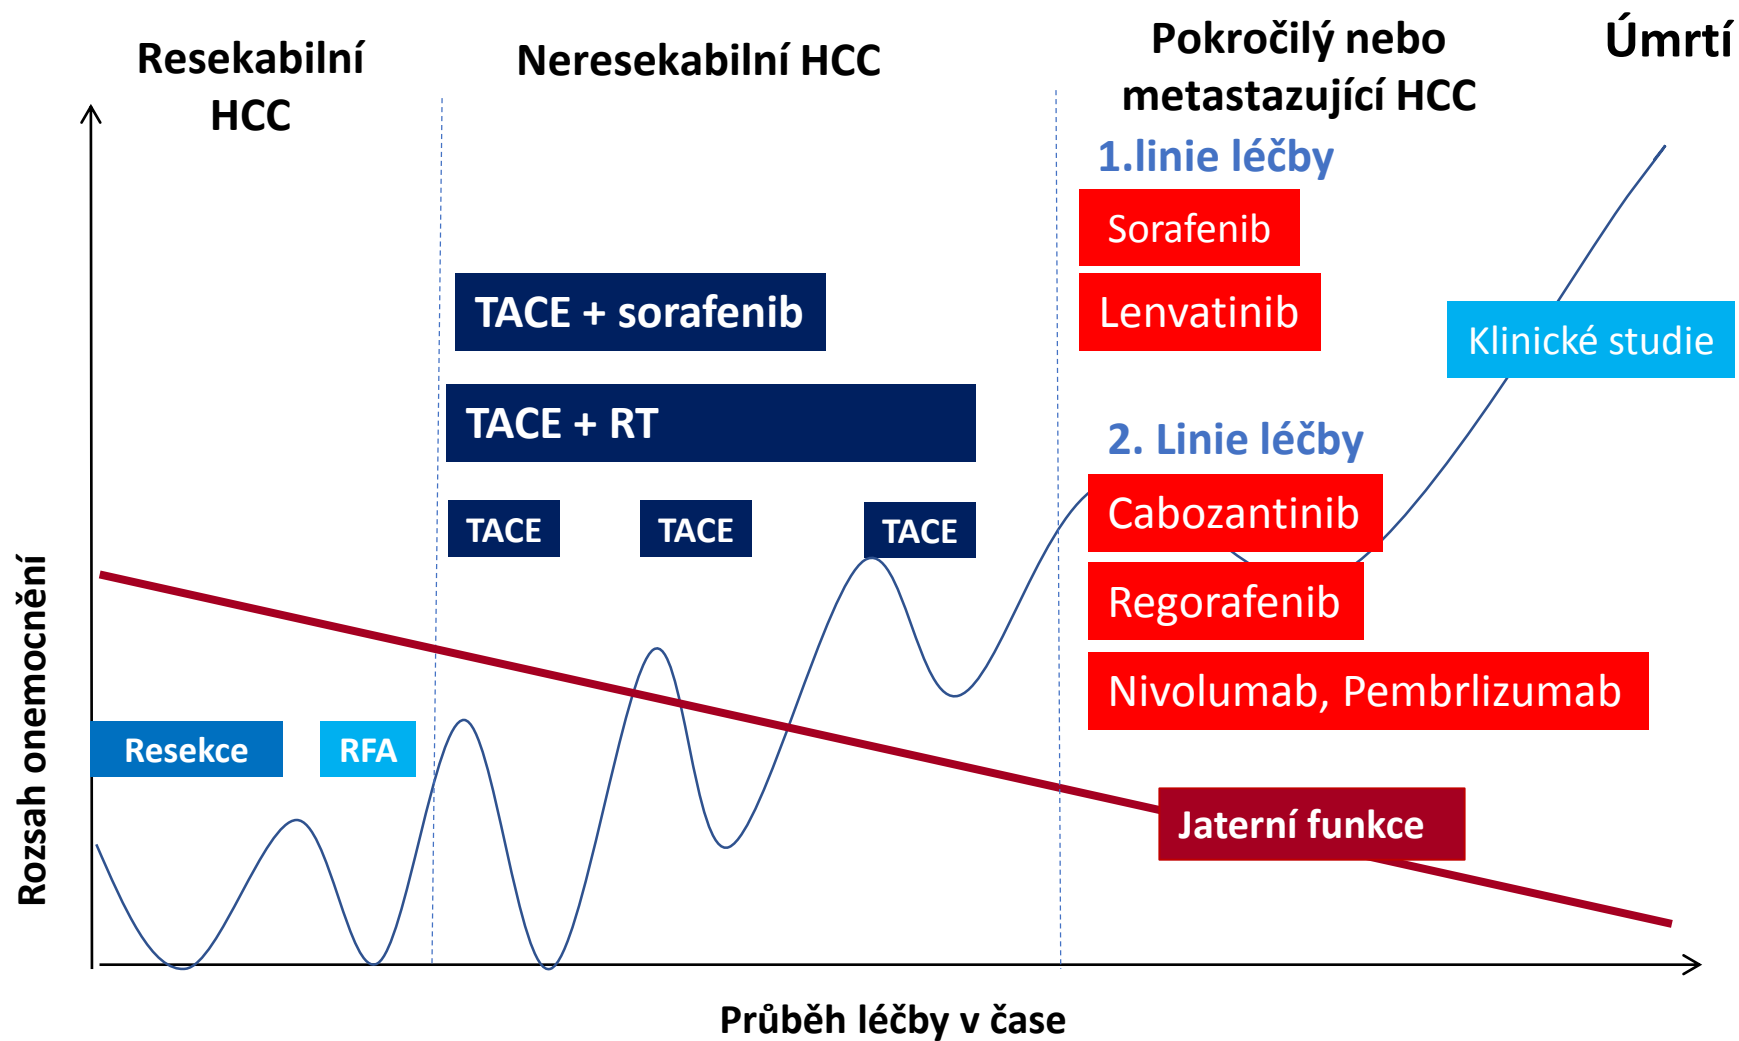 Resekabilní
HCC
Neresekabilní HCC
Pokročilý nebo
metastazující HCC
Úmrtí
1.linie léčby
Sorafenib
Lenvatinib
TACE + sorafenib
Klinické studie
TACE + RT
2. Linie léčby
TACE
TACE
TACE
Cabozantinib
Regorafenib
Nivolumab, Pembrlizumab
Resekce
RFA
Jaterní funkce
Rozsah onemocnění
Průběh léčby v čase